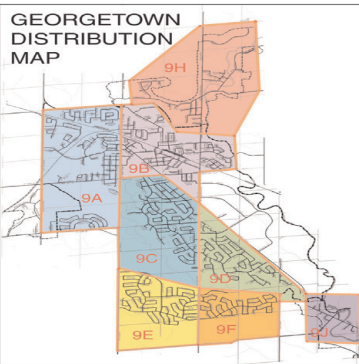 GEORGETOWN
DISTRIBUTION
MAP
9H
9B
9A
9C
9D
9E
9F
9J